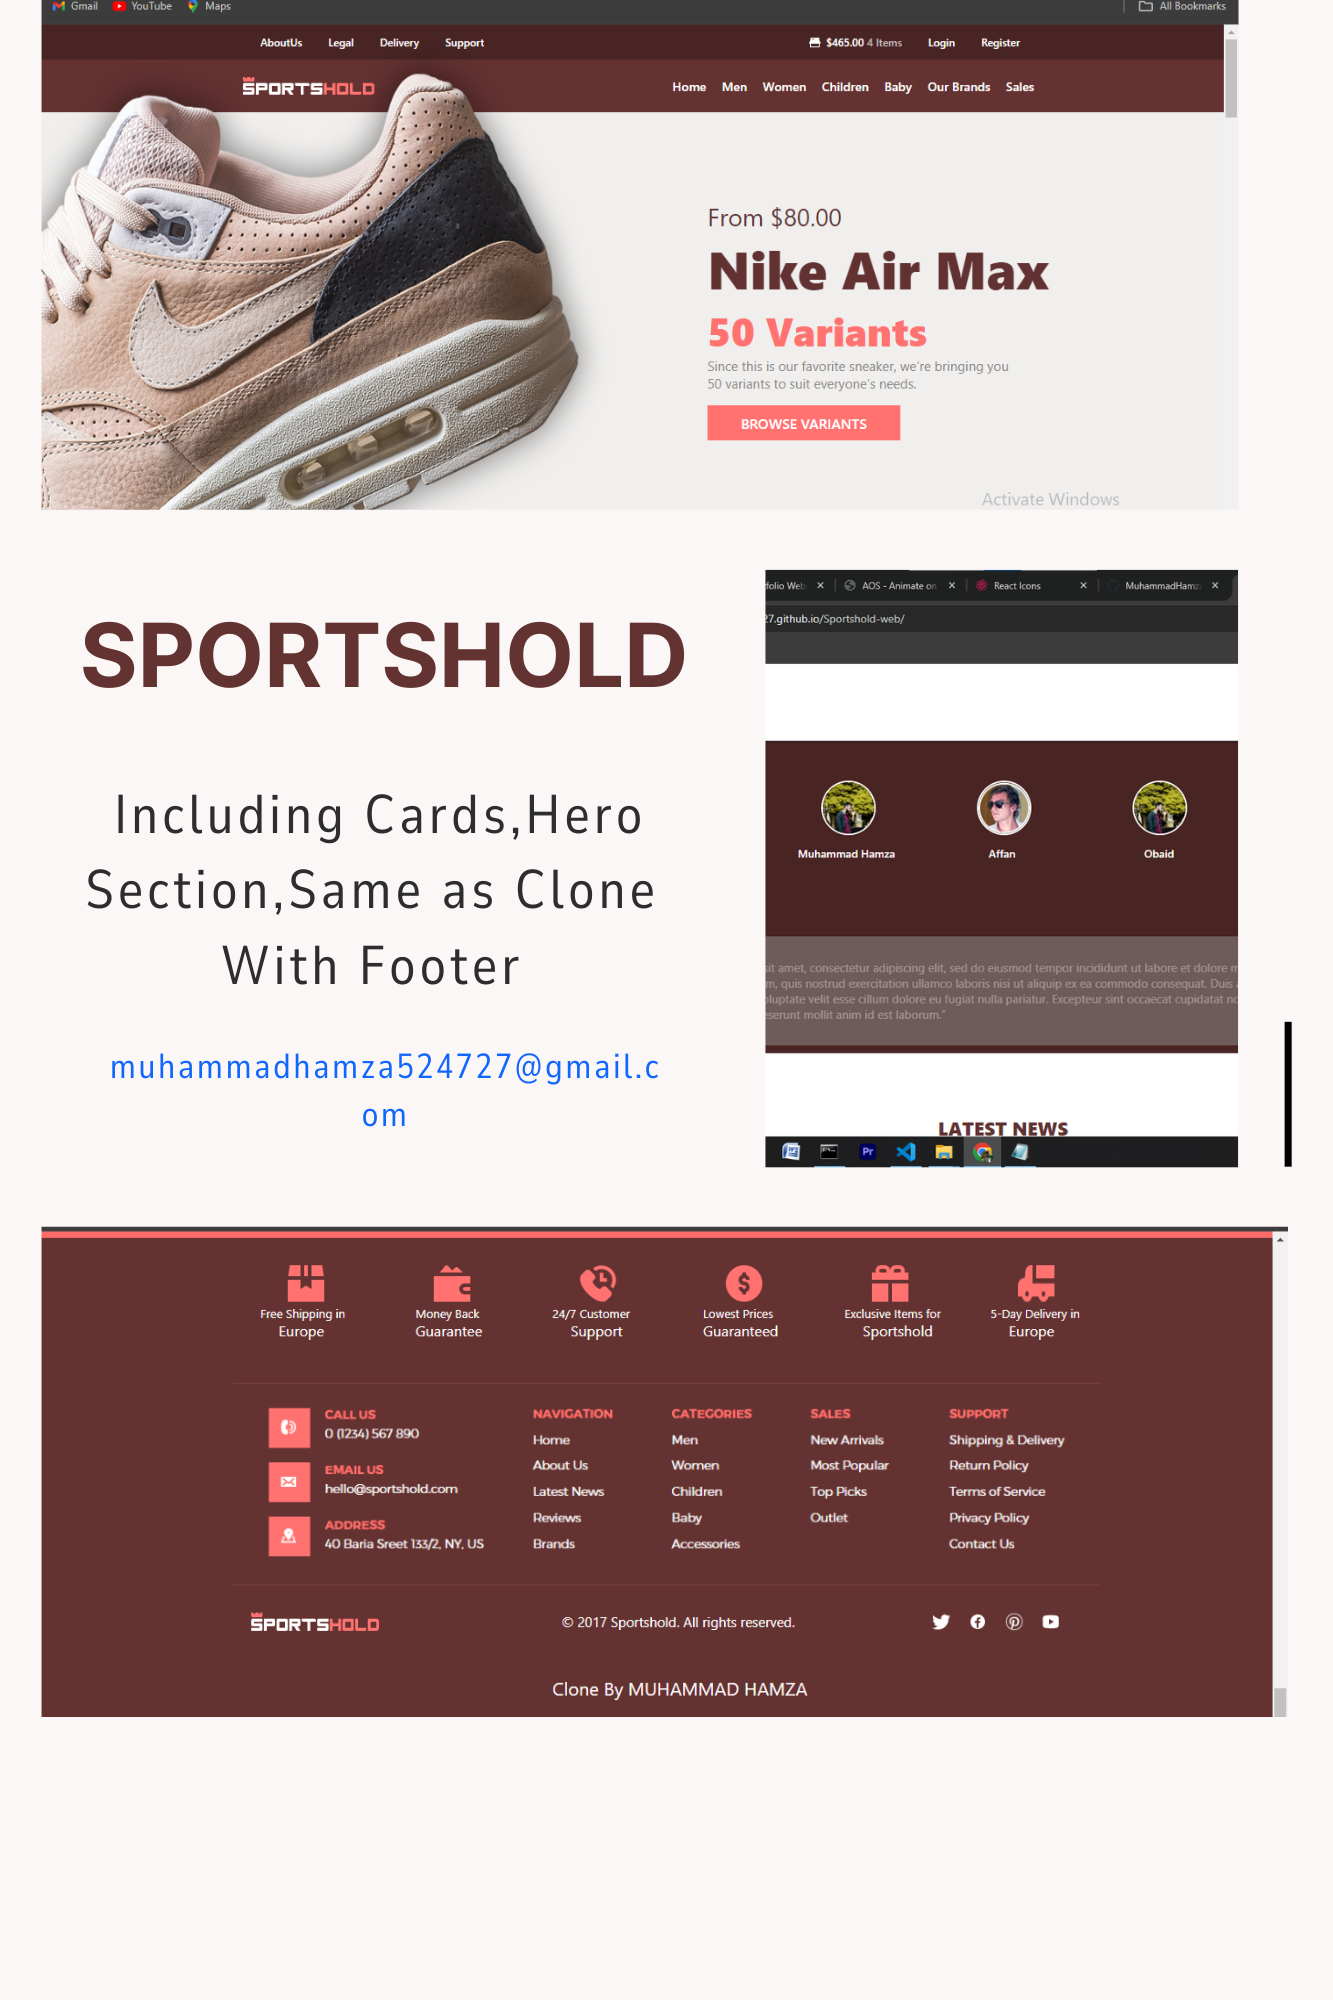 Gmail YouTube Maps All Bookmarks
AboutUs Legal Delivery Support $465.00 4 Items Login Register
SPORTSHOLD Home Men Women Children Baby Our Brands Sales
From $80.00
Nike Air Max
50 Variants
Since this is our favorite sneaker, we're bringing you
50 variants to suit everyone's needs.
BROWSE VARIANTS
Activate Windows
SPORTSHOLD
Including Cards,Hero
Section,Same as Clone
With Footer
muhammadhamza524727@gmail.c
om
folio Web AOS - Animate on React Icons MuhammadHamz
27.github.io/Sportshold-web/
Muhammad Hamza Affan Obaid
sit amet, consectetur adipiscing elit, sed do eiusmod tempor incididunt ut labore et dolore m
m, quis nostrud exercitation ullamco laboris nisi ut aliquip ex ea commodo consequat. Duis
oluptate velit esse cillum dolore eu fugiat nulla pariatur. Excepteur sint occaecat cupidatat no
eserunt mollit anim id est laborum."
LATEST NEWS
Pr
Free Shipping in Money Back 24/7 Customer Lowest Prices Exclusive Items for 5-Day Delivery in
Europe Guarantee Support Guaranteed Sportshold Europe
CALL US NAVIGATION CATEGORIES SALES SUPPORT
0 (1234) 567 890 Home Men New Arrivals Shipping & Delivery
EMAIL US About Us Women Most Popular Return Policy
hello@sportshold.com Latest News Children Top Picks Terms of Service
ADDRESS Reviews Baby Outlet Privacy Policy
40 Baria Sreet 133/2, NY, US Brands Accessories Contact Us
SPORTSHOLD © 2017 Sportshold. All rights reserved.
Clone By MUHAMMAD HAMZA